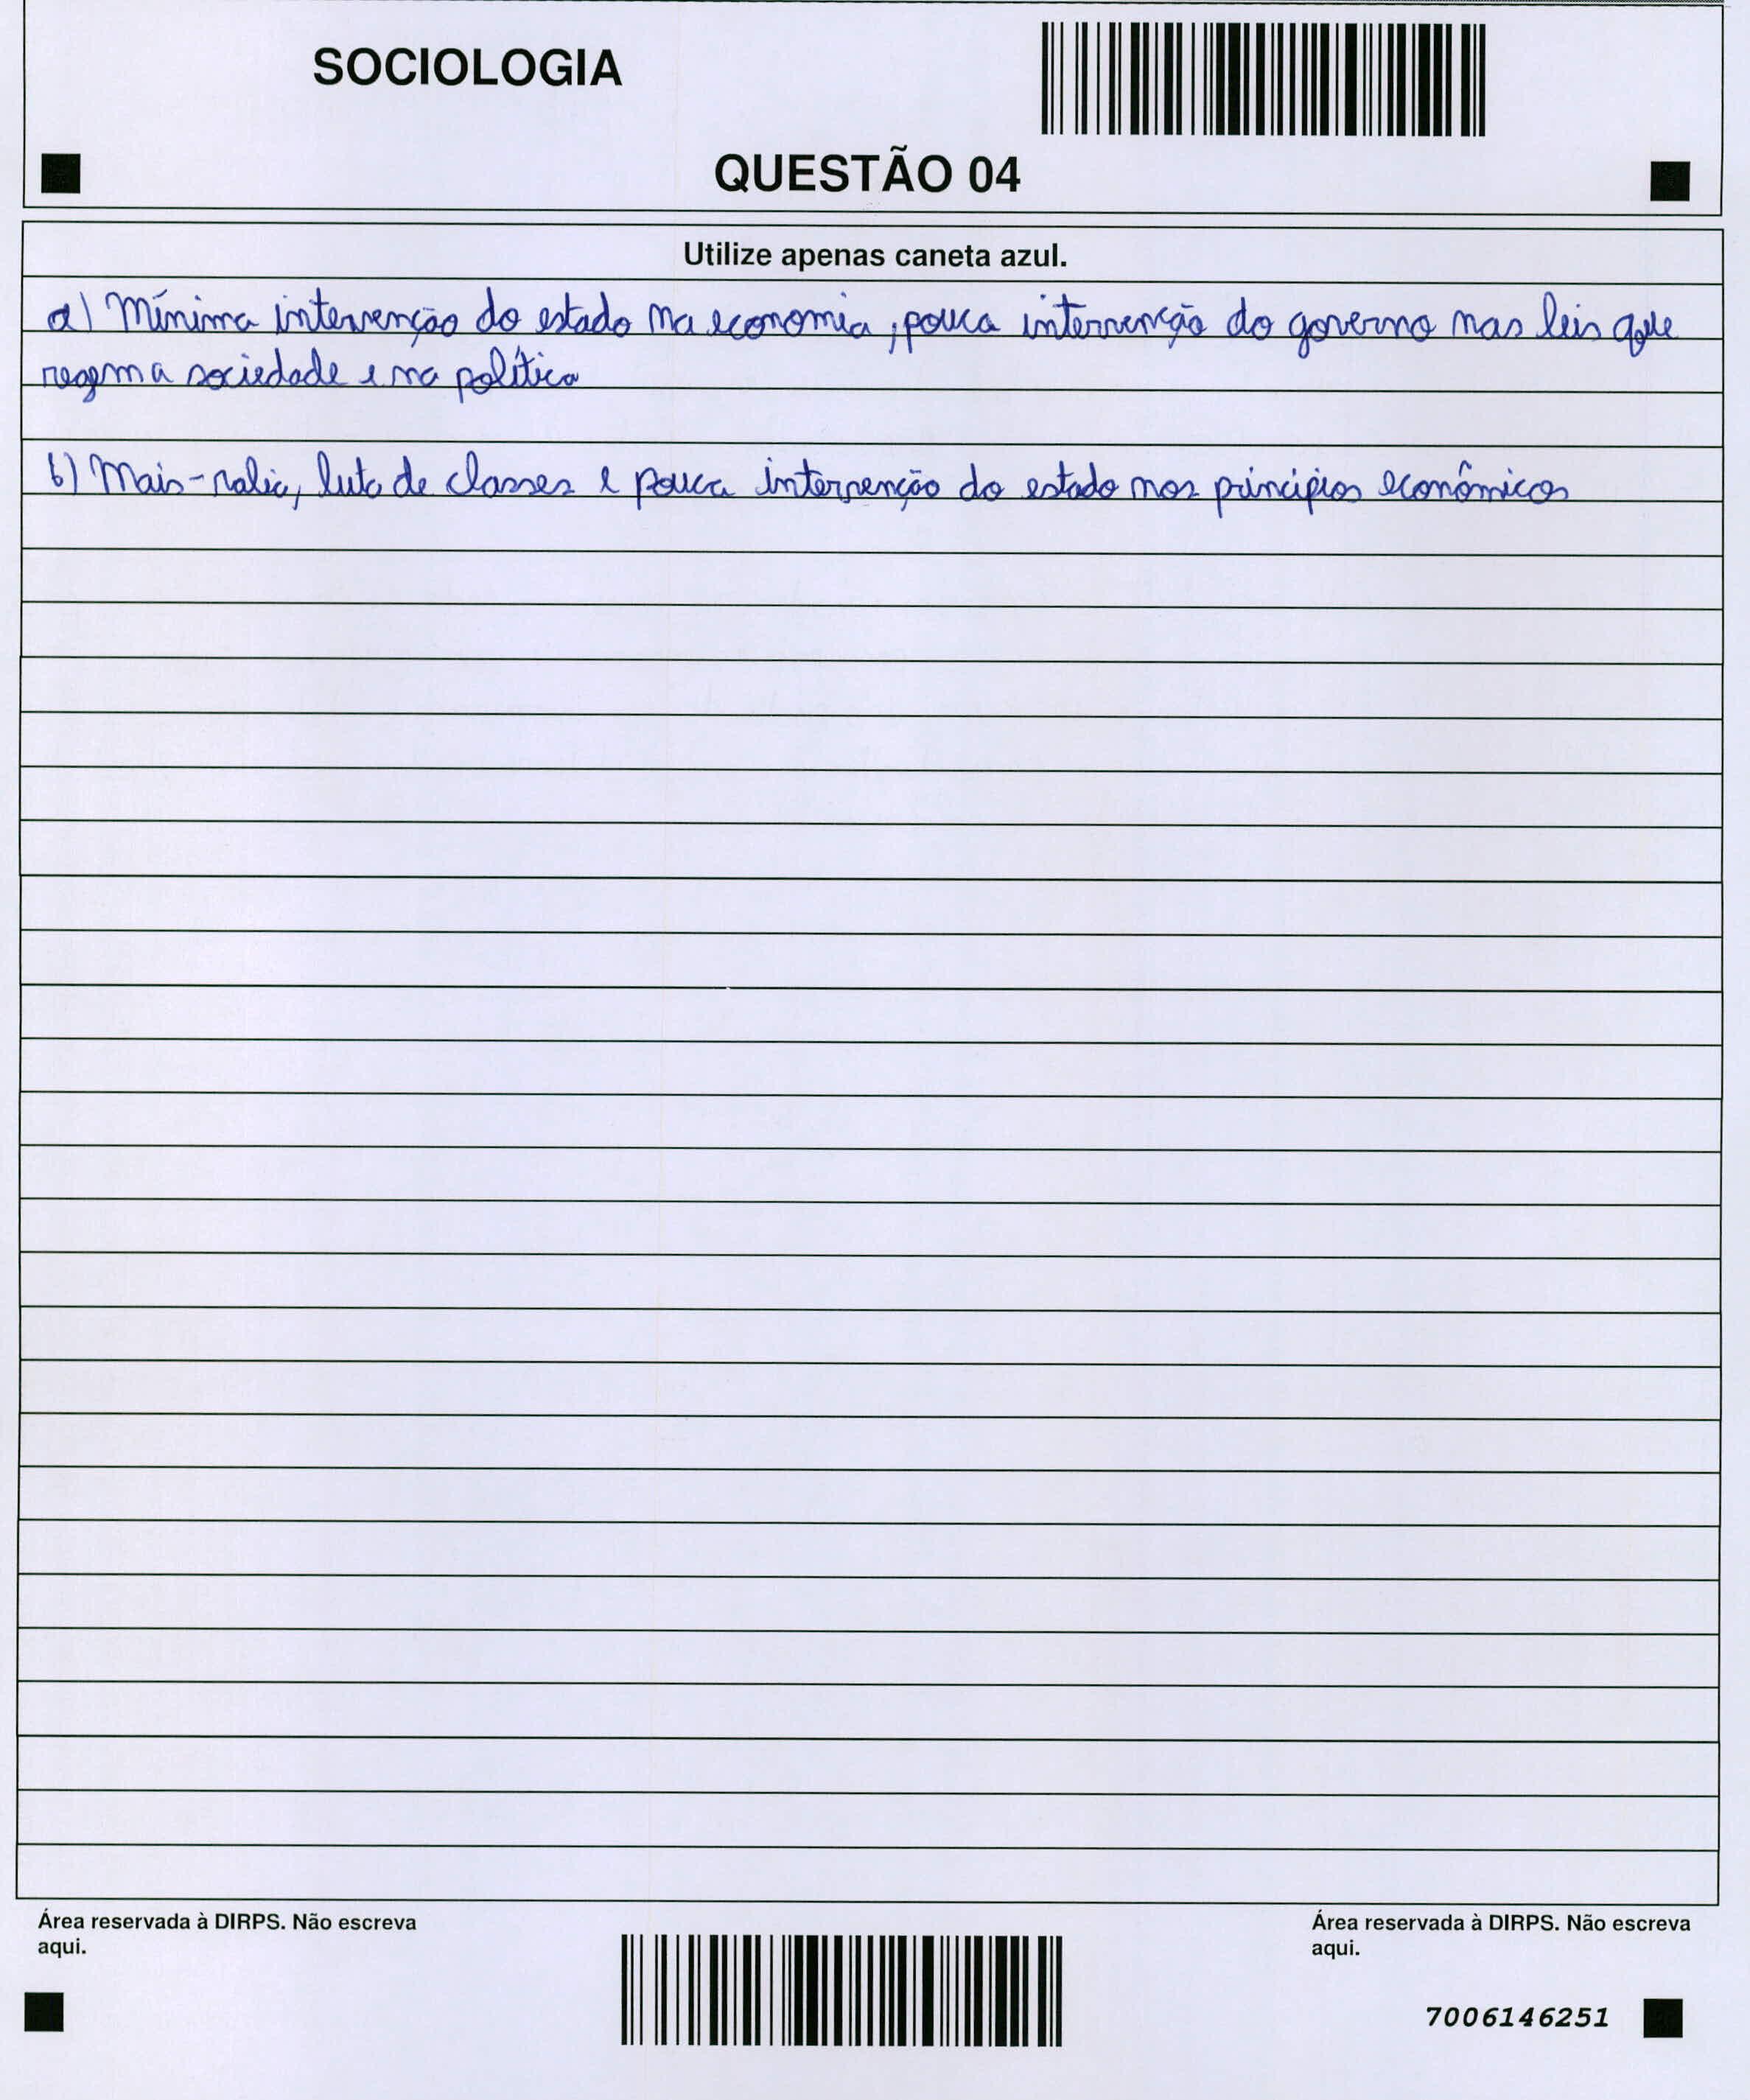 SOCIOLOGIA
QUESTÃO 04
Utilize apenas caneta azul.
a) Mínima intervenção do estado na economia, pouca intervenção do governo nas leis que
regem a sociedade e na política
b) Mais-valia, luta de classes e pouca intervenção do estado nos princípios econômicos
Área reservada à DIRPS. Não escreva
aqui.
Área reservada à DIRPS. Não escreva
aqui.
7006146251